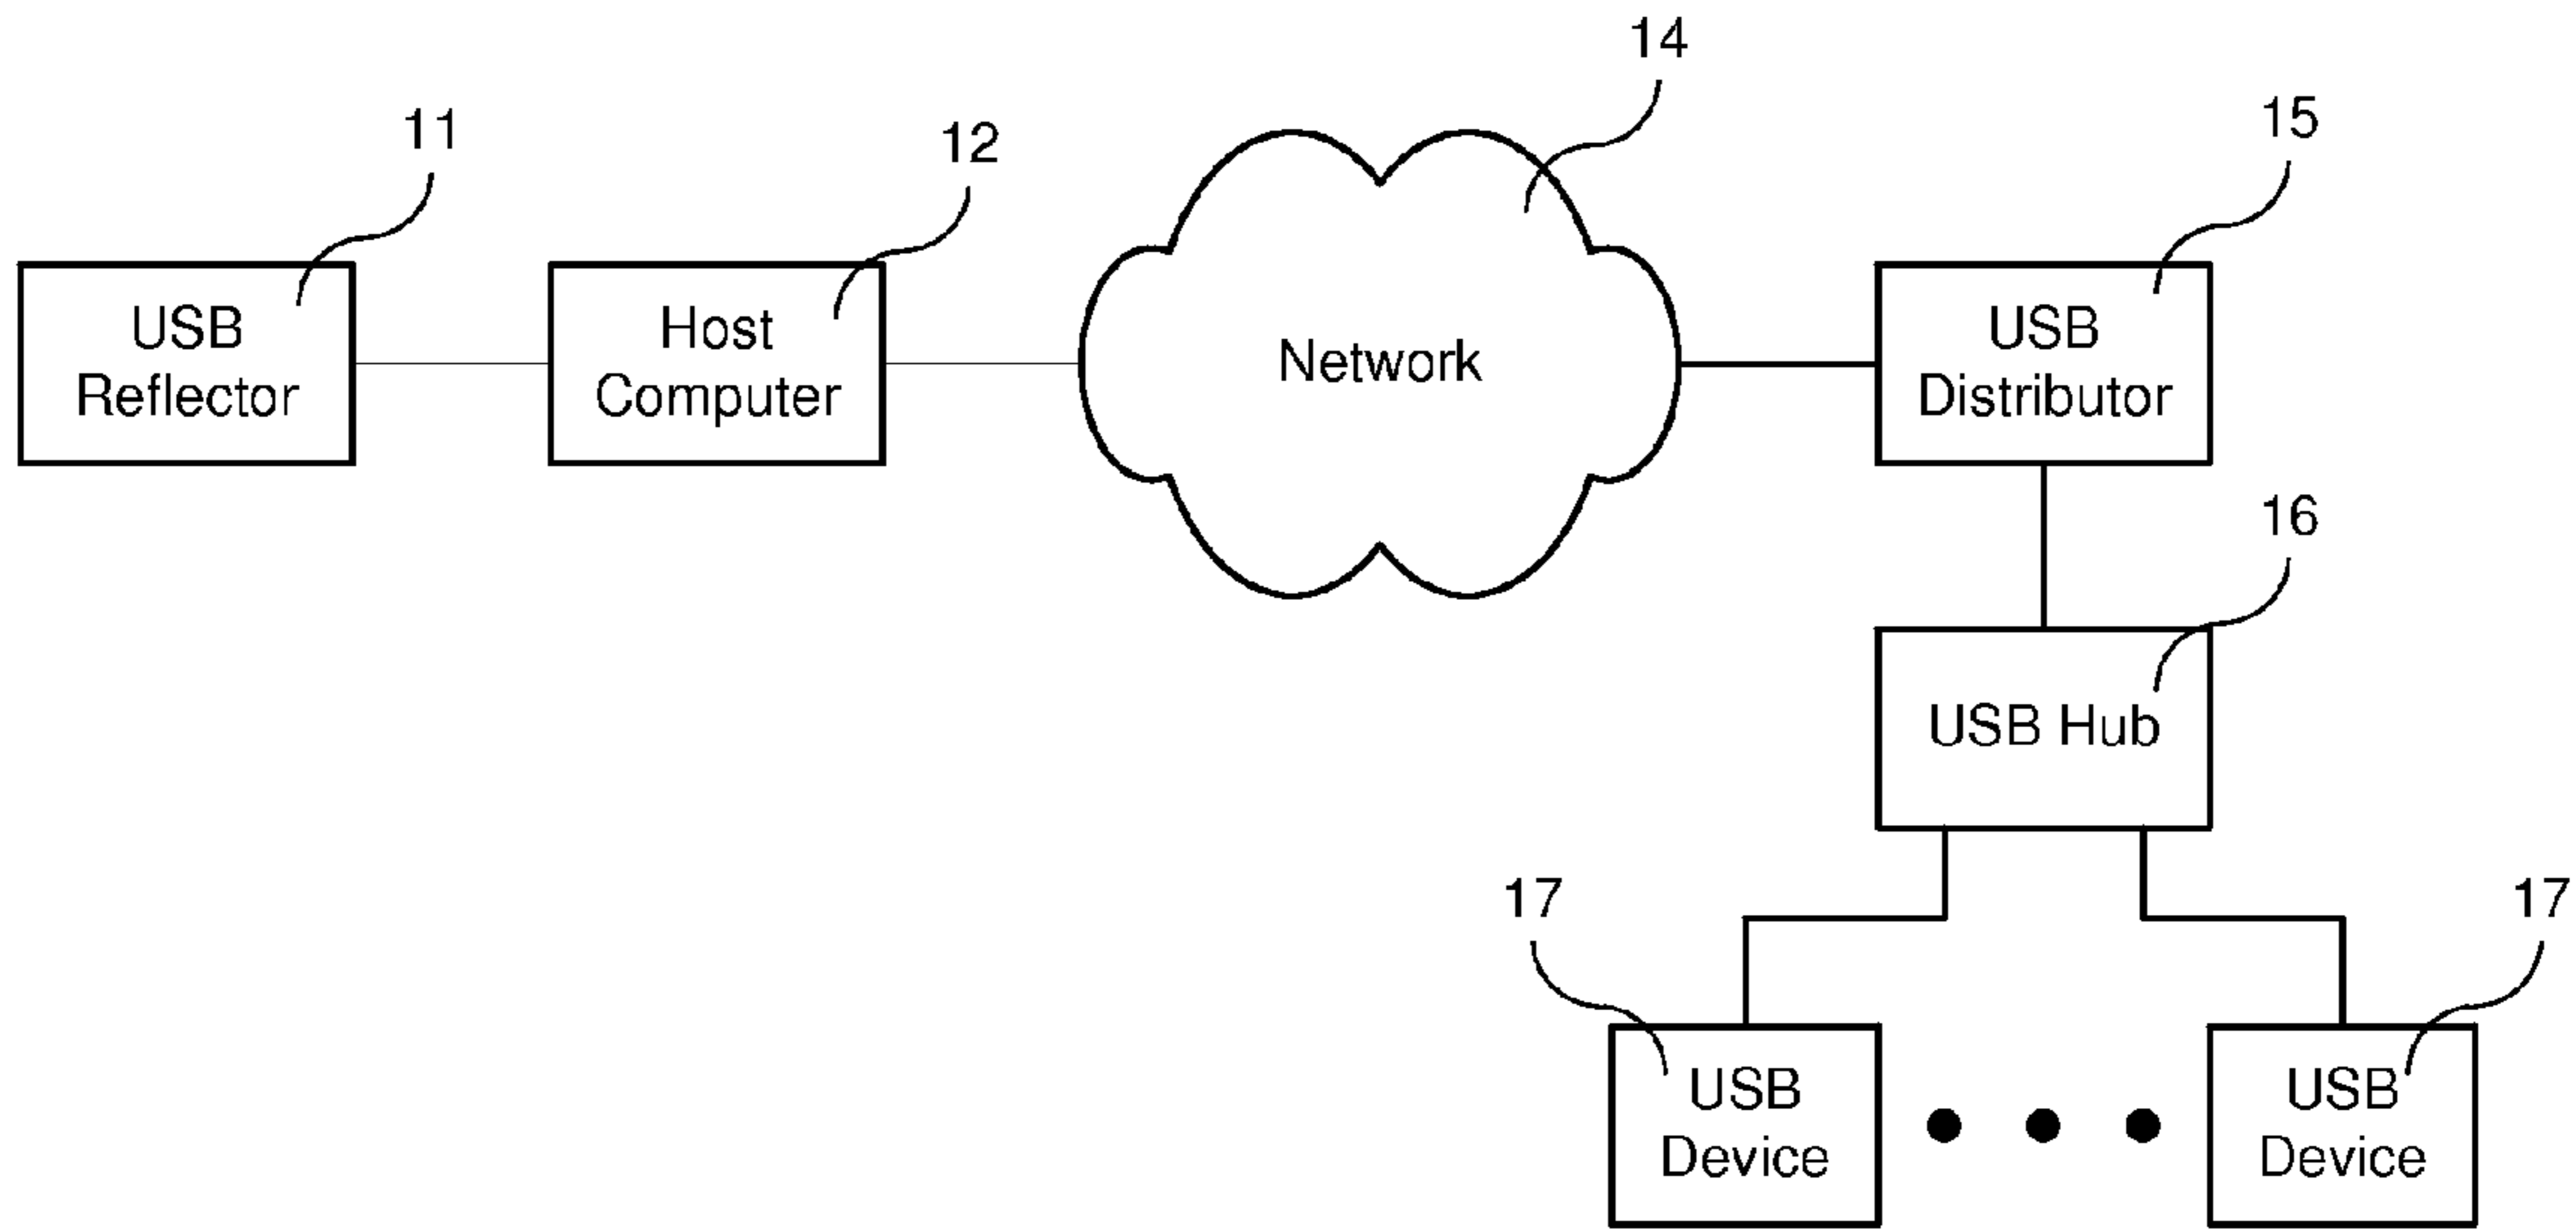 14
11
12
15
USB
Reflector
Host
Computer
Network
USB
Distributor
16
USB Hub
17
17
USB
Device
USB
Device